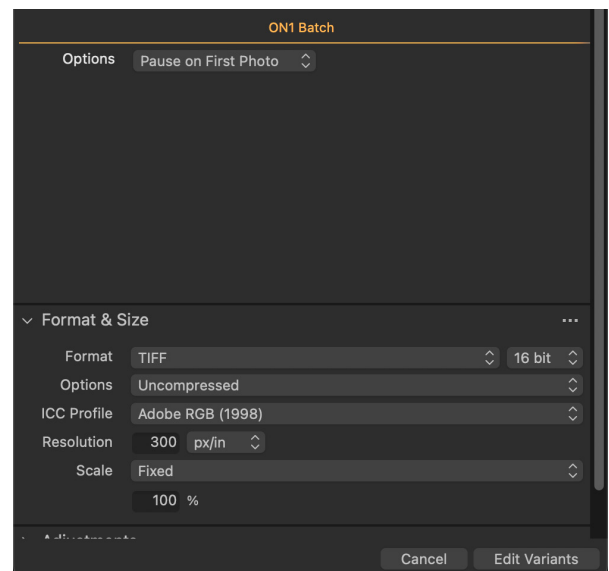 ON1 Batch
Options Pause on First Photo
Format & Size ...
Format TIFF 16 bit
Options Uncompressed
ICC Profile Adobe RGB (1998)
Resolution 300 px/in
Scale Fixed
100 %
Adjustments
Cancel Edit Variants